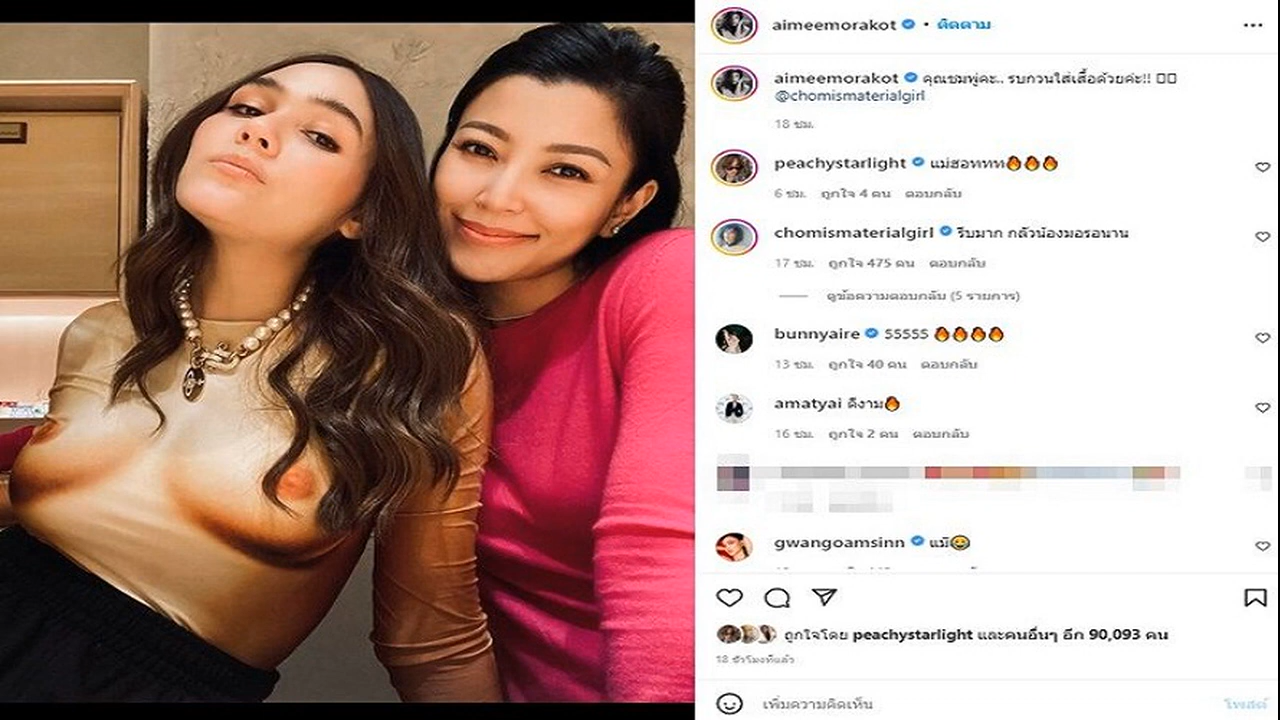 aimeemorakot • ติดตาม
aimeemorakot คุณชมพู่คะ.. รบกวนใส่เสื้อด้วยค่ะ!!
@chomismaterialgirl
18 ชม.
peachystarlight แม่ฮอททท🔥🔥🔥
6 ชม. ถูกใจ 4 คน ตอบกลับ
chomismaterialgirl รีบมาก กลัวน้องมอรอนาน
17 ชม. ถูกใจ 475 คน ตอบกลับ
ดูข้อความตอบกลับ (5 รายการ)
bunnyaire 55555 🔥🔥🔥🔥
13 ชม. ถูกใจ 40 คน ตอบกลับ
amatyai ดีงาม🔥
16 ชม. ถูกใจ 2 คน ตอบกลับ
gwangoamsinn แม๊😂
ถูกใจโดย peachystarlight และคนอื่นๆ อีก 90,093 คน
18 ชั่วโมงที่แล้ว
เพิ่มความคิดเห็น โพสต์